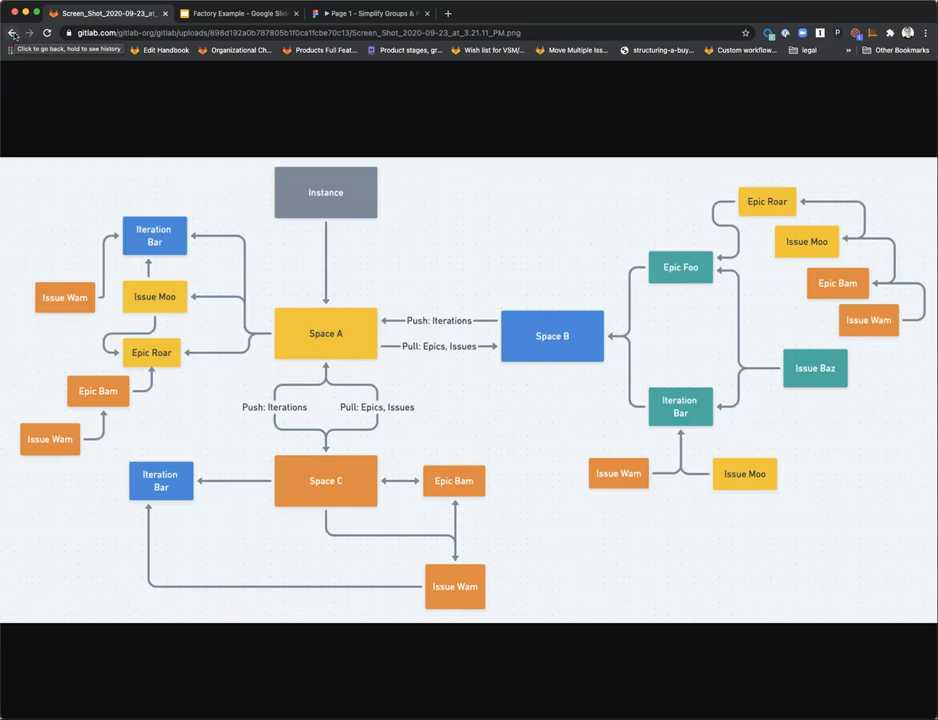 Screen_Shot_2020-09-23_at_
Factory Example - Google Slide
Page 1 - Simplify Groups & P
gitlab.com/gitlab-org/gitlab/uploads/898d192a0b787805b1f0ca1fcbe70c13/Screen_Shot_2020-09-23_at_3.21.11_PM.png
Click to go back, hold to see history
Edit Handbook
Organizational Ch...
Products Full Feat...
Product stages, gr...
Wish list for VSM/...
Move Multiple Iss...
structuring-a-buy...
Custom workflow...
legal
»
Other Bookmarks
Instance
Iteration
Bar
Issue Wam
Issue Moo
Epic Roar
Epic Bam
Issue Wam
Space A
Push: Iterations
Pull: Epics, Issues
Space B
Push: Iterations
Pull: Epics, Issues
Iteration
Bar
Space C
Epic Bam
Issue Wam
Epic Roar
Issue Moo
Epic Foo
Epic Bam
Issue Wam
Issue Baz
Iteration
Bar
Issue Wam
Issue Moo